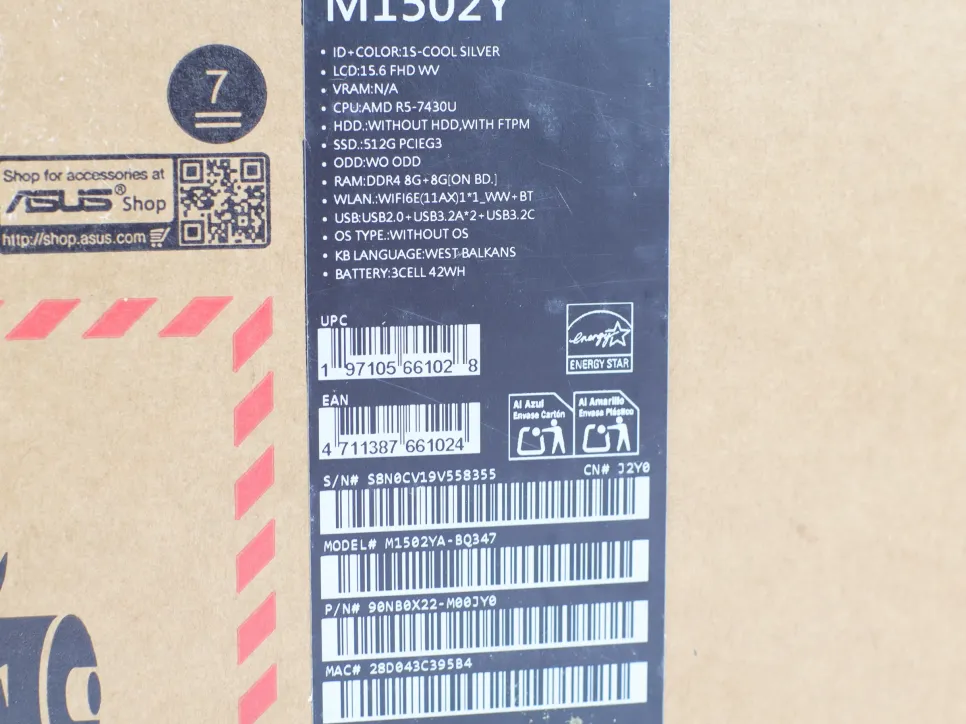 M1502Y
• ID+COLOR:1S-COOL SILVER
• LCD:15.6 FHD WV
• VRAM:N/A
• CPU:AMD R5-7430U
• HDD.:WITHOUT HDD,WITH FTPM
• SSD.:512G PCIEG3
• ODD:WO ODD
• RAM:DDR4 8G+8G[ON BD.]
• WLAN.:WIFI6E(11AX)1*1_WW+BT
• USB:USB2.0+USB3.2A*2+USB3.2C
• OS TYPE.:WITHOUT OS
• KB LANGUAGE:WEST-BALKANS
• BATTERY:3CELL 42WH
7
Shop for accessories at
ASUS® Shop
http://shop.asus.com
UPC
1 97105 66102 8
energy
ENERGY STAR
EAN
4 711387 661024
Al Azul
Envase Cartón
Al Amarillo
Envase Plástico
S/N# S8N0CV19V558355
CN# J2Y0
MODEL# M1502YA-BQ347
P/N# 90NB0X22-M00JY0
MAC# 28D043C395B4